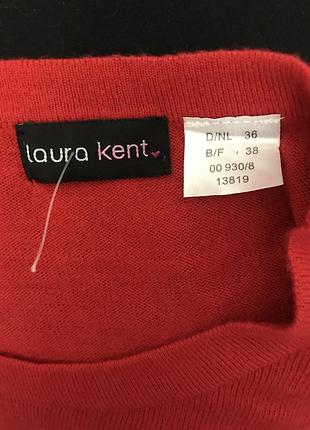 laura kent
D/NL 36
B/F 38
00 930/8
13819